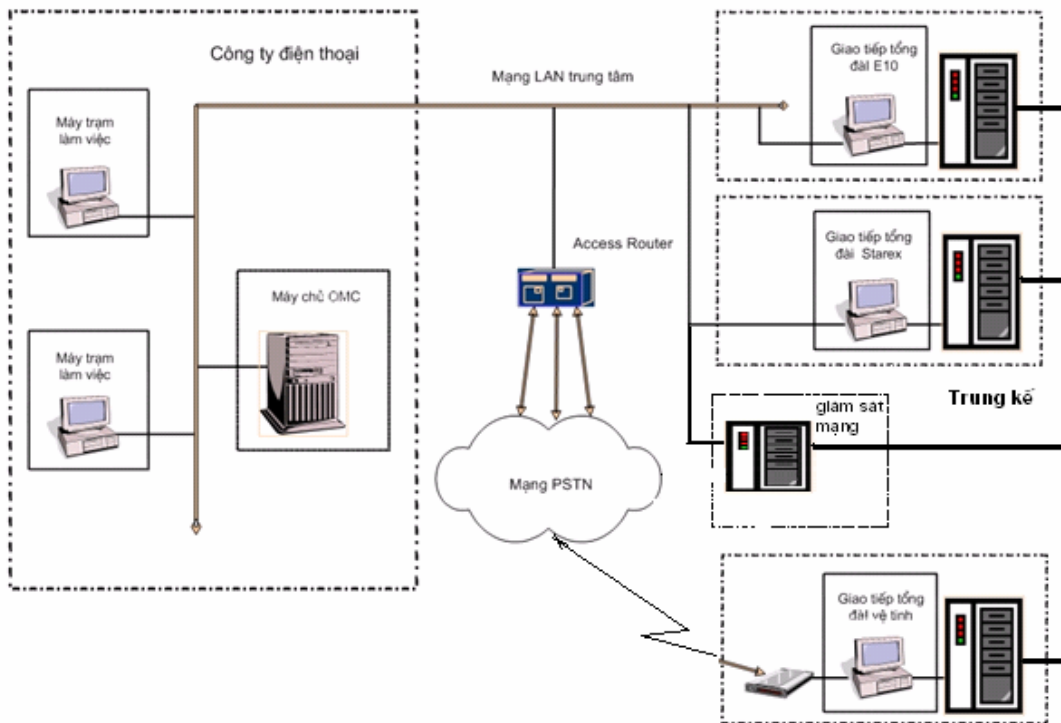 Công ty điện thoại
Máy trạm
làm việc
Máy chủ OMC
Máy trạm
làm việc
Mạng LAN trung tâm
Access Router
Mạng PSTN
Giao tiếp tổng
đài E10
Giao tiếp tổng
đài Starex
Trung kế
giám sát
mạng
Giao tiếp tổng
đài vệ tinh